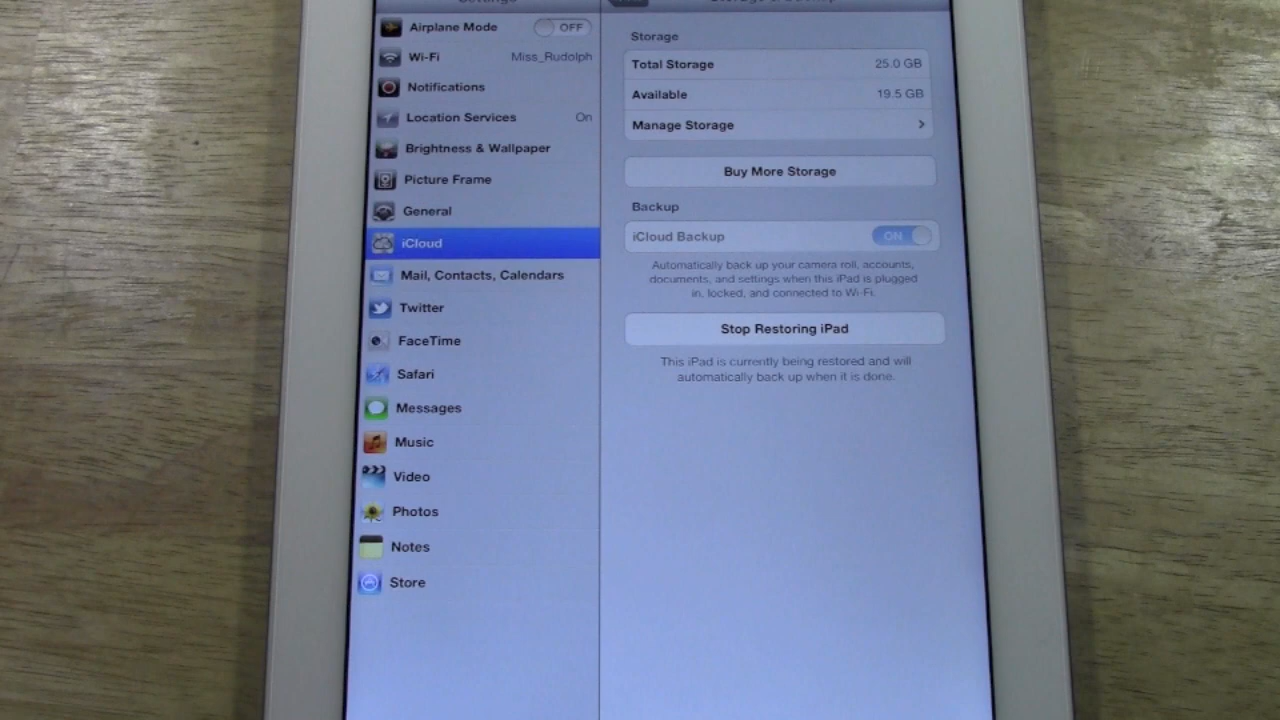 Settings
Storage & Backup
Airplane Mode OFF
Wi-Fi Miss_Rudolph
Notifications
Location Services On
Brightness & Wallpaper
Picture Frame
General
iCloud
Mail, Contacts, Calendars
Twitter
FaceTime
Safari
Messages
Music
Video
Photos
Notes
Store
Storage
Total Storage 25.0 GB
Available 19.5 GB
Manage Storage
Buy More Storage
Backup
iCloud Backup ON
Automatically back up your camera roll, accounts,
documents, and settings when this iPad is plugged
in, locked, and connected to Wi-Fi.
Stop Restoring iPad
This iPad is currently being restored and will
automatically back up when it is done.